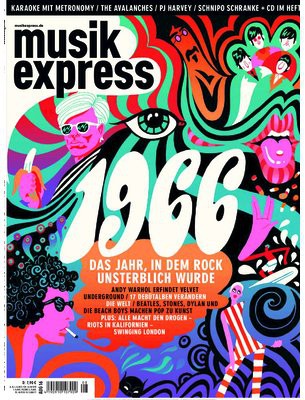 musikexpress.de
KARAOKE MIT METRONOMY / THE AVALANCHES / PJ HARVEY / SCHNIPO SCHRANKE + CD IM HEFT
musik
express
1966
DAS JAHR, IN DEM ROCK
UNSTERBLICH WURDE
ANDY WARHOL ERFINDET VELVET
UNDERGROUND / 17 DEBÜTALBEN VERÄNDERN
DIE WELT / BEATLES, STONES, DYLAN UND
DIE BEACH BOYS MACHEN POP ZU KUNST
PLUS: ALLE MACHT DEN DROGEN –
RIOTS IN KALIFORNIEN –
SWINGING LONDON